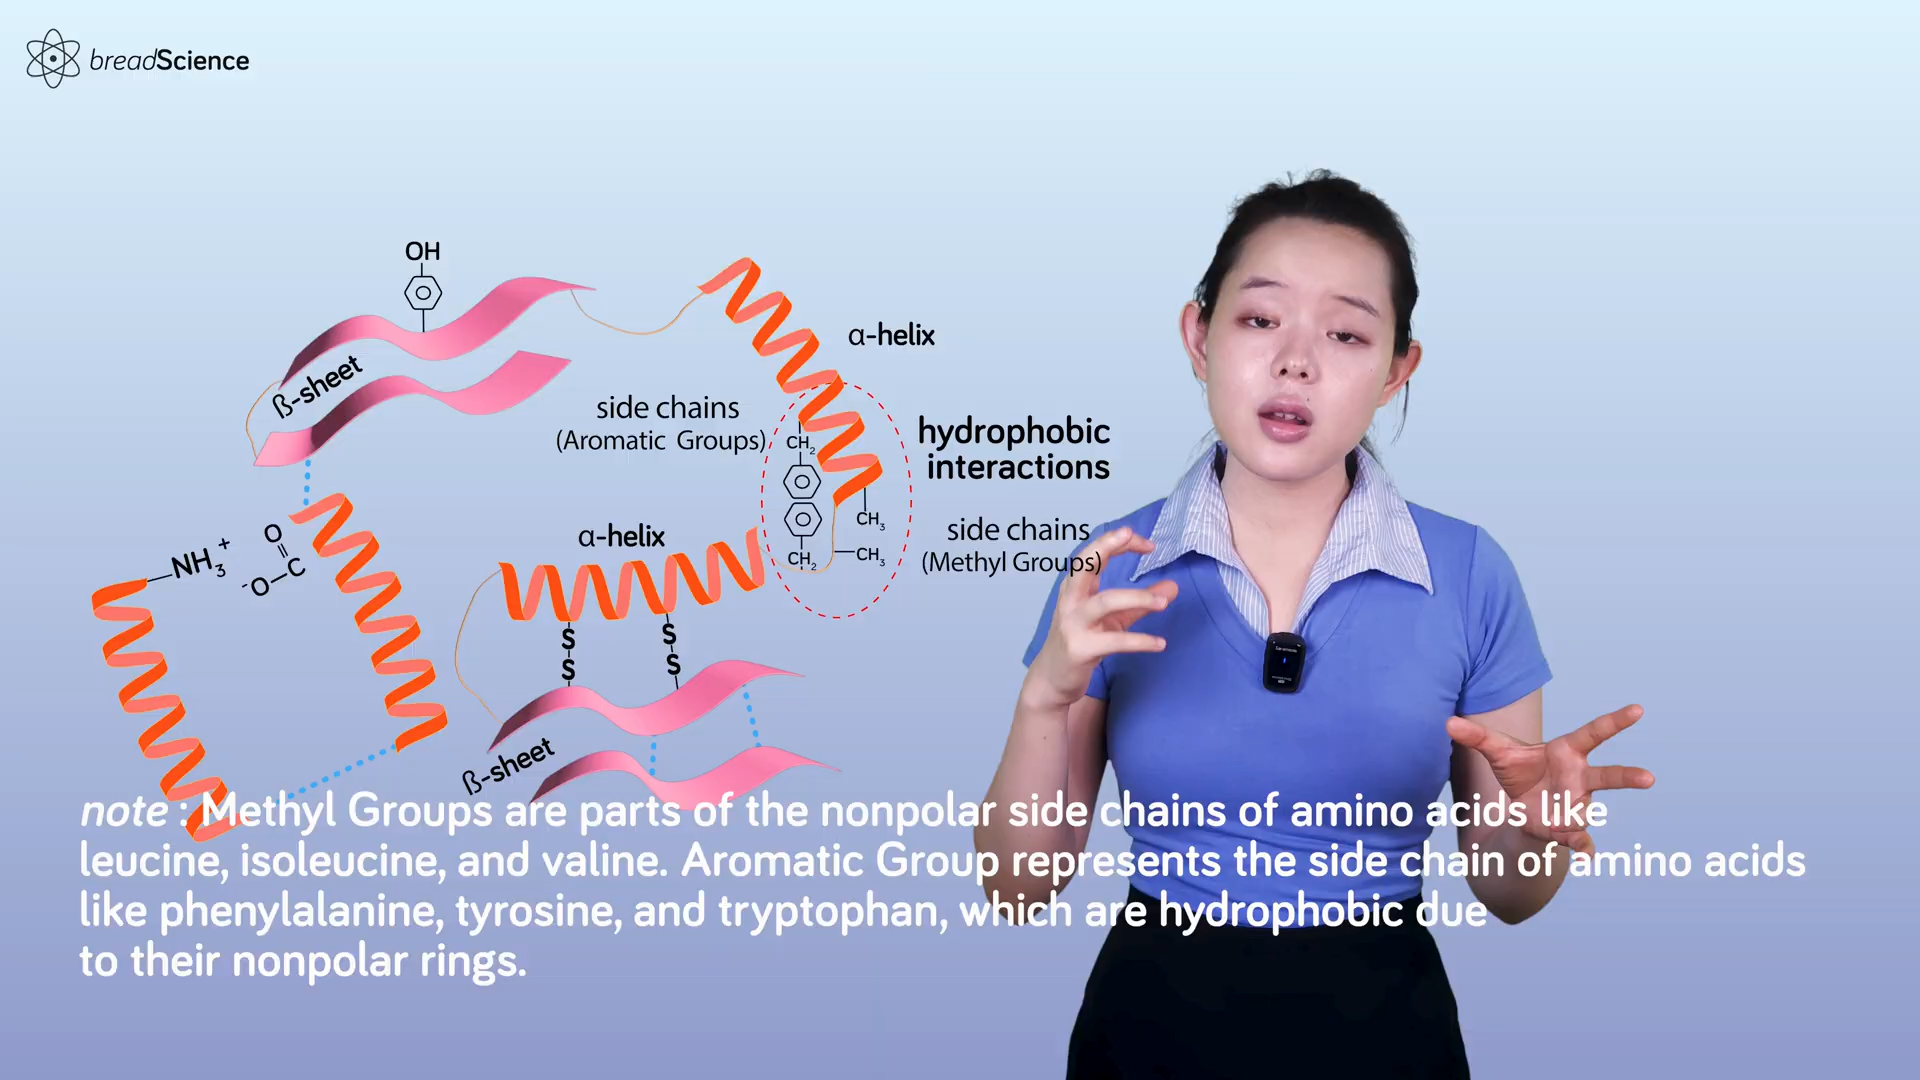 breadScience
OH
α-helix
ß-sheet
side chains
(Aromatic Groups)
hydrophobic
interactions
CH2
CH3
side chains
(Methyl Groups)
CH3
CH2
α-helix
NH3+
O
C
-O
S
S
S
S
ß-sheet
note : Methyl Groups are parts of the nonpolar side chains of amino acids like
leucine, isoleucine, and valine. Aromatic Group represents the side chain of amino acids
like phenylalanine, tyrosine, and tryptophan, which are hydrophobic due
to their nonpolar rings.